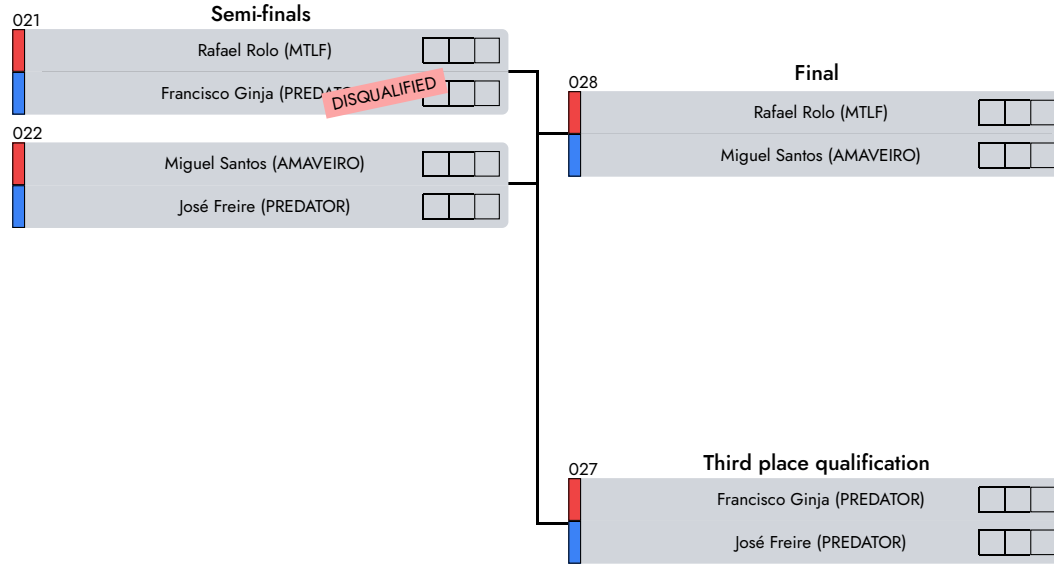 Semi-finals
021
Rafael Rolo (MTLF)
Francisco Ginja
DISQUALIFIED
022
Miguel Santos (AMAVEIRO)
José Freire (PREDATOR)
Final
028
Rafael Rolo (MTLF)
Miguel Santos (AMAVEIRO)
Third place qualification
027
Francisco Ginja (PREDATOR)
José Freire (PREDATOR)